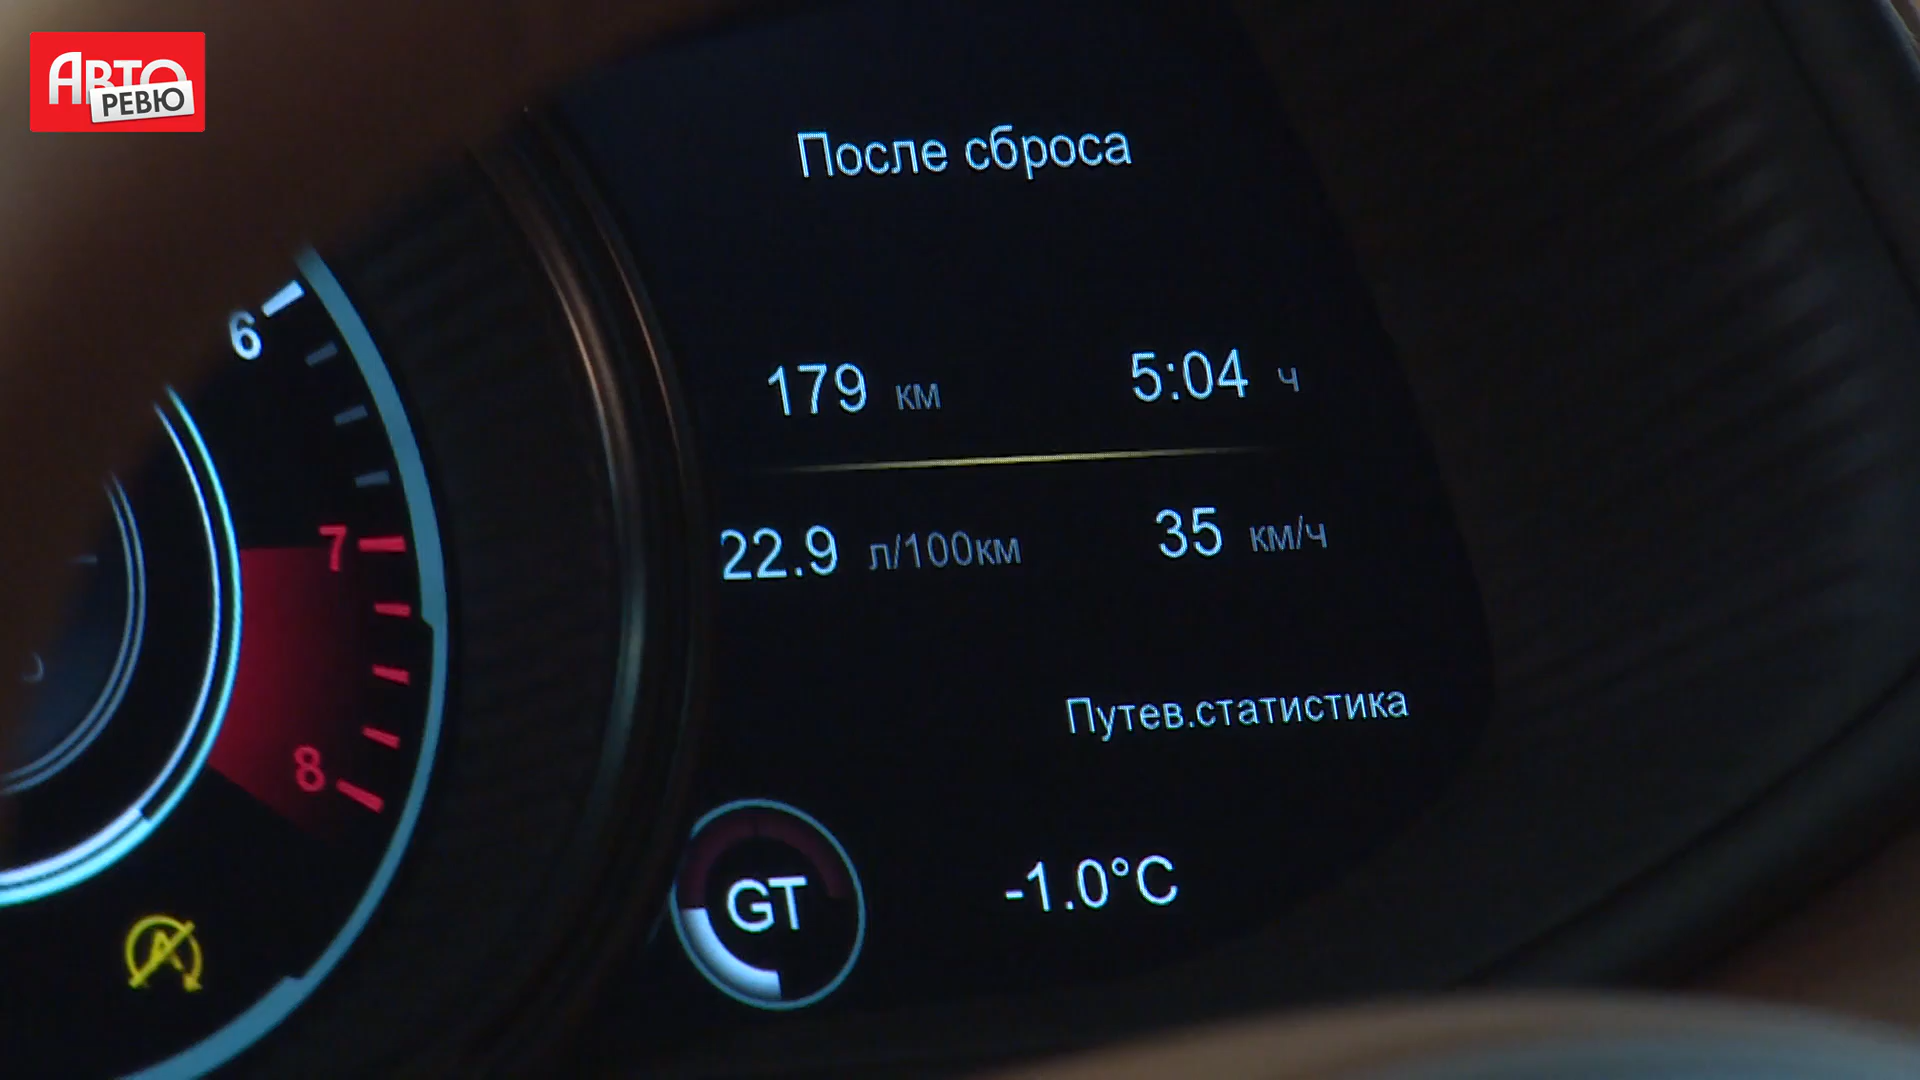 АВТО
РЕВЮ
После сброса
6
179 км 5:04 ч
7
22.9 л/100км 35 км/ч
Путев.статистика
8
GT
-1.0°C
A